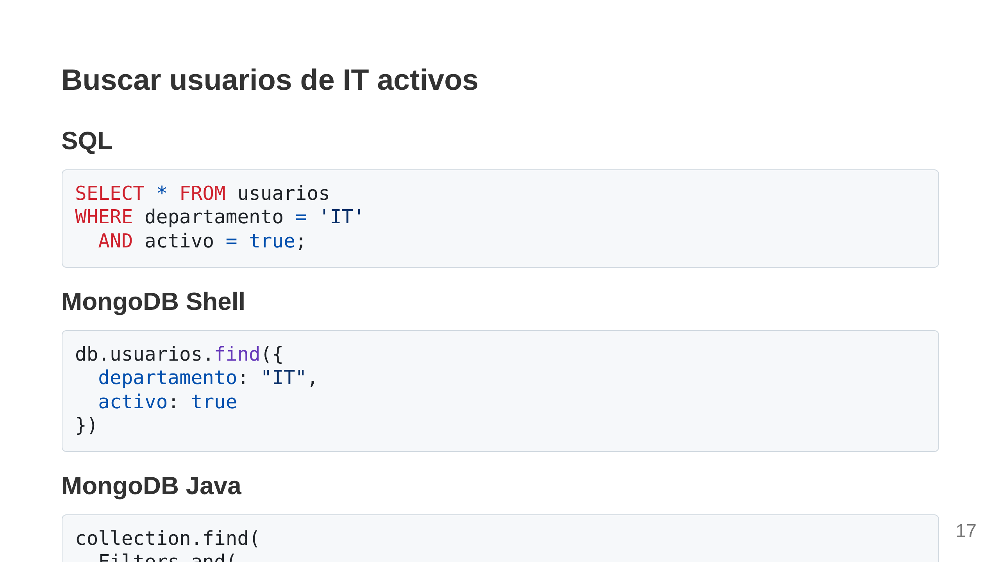 Buscar usuarios de IT activos
SQL
SELECT * FROM usuarios
WHERE departamento = 'IT'
  AND activo = true;
MongoDB Shell
db.usuarios.find({
  departamento: "IT",
  activo: true
})
MongoDB Java
collection.find(
  Filters.and(
17